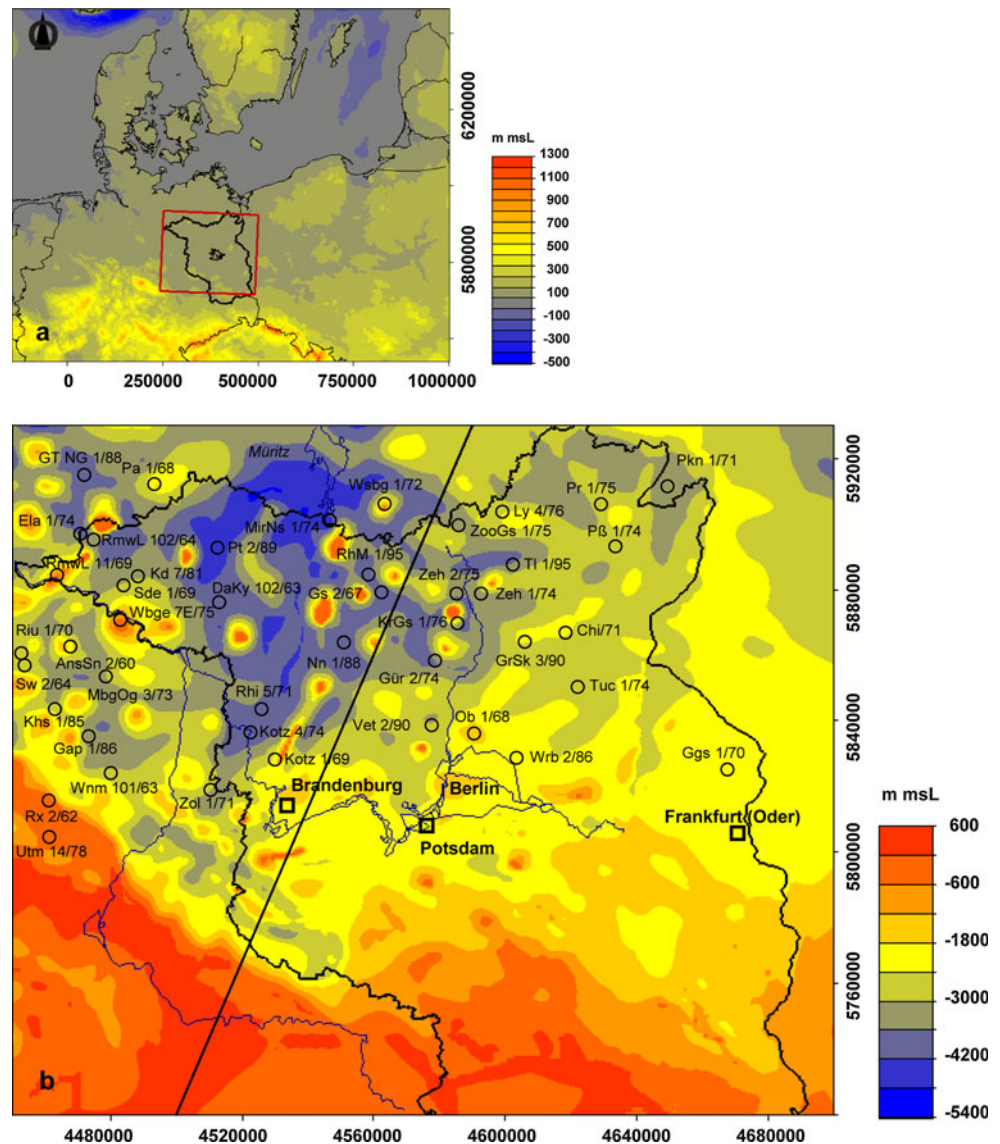 6200000
5800000
m msL
1300
1100
900
700
500
300
100
-100
-300
-500
a
0 250000 500000 750000 1000000
GT NG 1/88
Pa 1/68
Müritz
Wsbg 1/72
Pkn 1/71
Pr 1/75
Ly 4/76
ZooGs 1/75
Pß 1/74
Ela 1/74
RmwL 102/64
MirNs 1/74
Pt 2/89
RhM 1/95
Tl 1/95
RmwL 11/69
Kd 7/81
Sde 1/69
DaKy 102/63
Gs 2/67
Zeh 2/75
Zeh 1/74
Wbge 7E/75
KrGs 1/76
Chi/71
Riu 1/70
AnsSn 2/60
Nn 1/88
GrSk 3/90
Sw 2/64
MbgOg 3/73
Gür 2/74
Tuc 1/74
Rhi 5/71
Khs 1/85
Kotz 4/74
Vet 2/90
Ob 1/68
Gap 1/86
Kotz 1/69
Wrb 2/86
Ggs 1/70
Wnm 101/63
Zol 1/71
Brandenburg
Berlin
Rx 2/62
Frankfurt (Oder)
Utm 14/78
Potsdam
b
5920000
5880000
5840000
5800000
5760000
m msL
600
-600
-1800
-3000
-4200
-5400
4480000 4520000 4560000 4600000 4640000 4680000